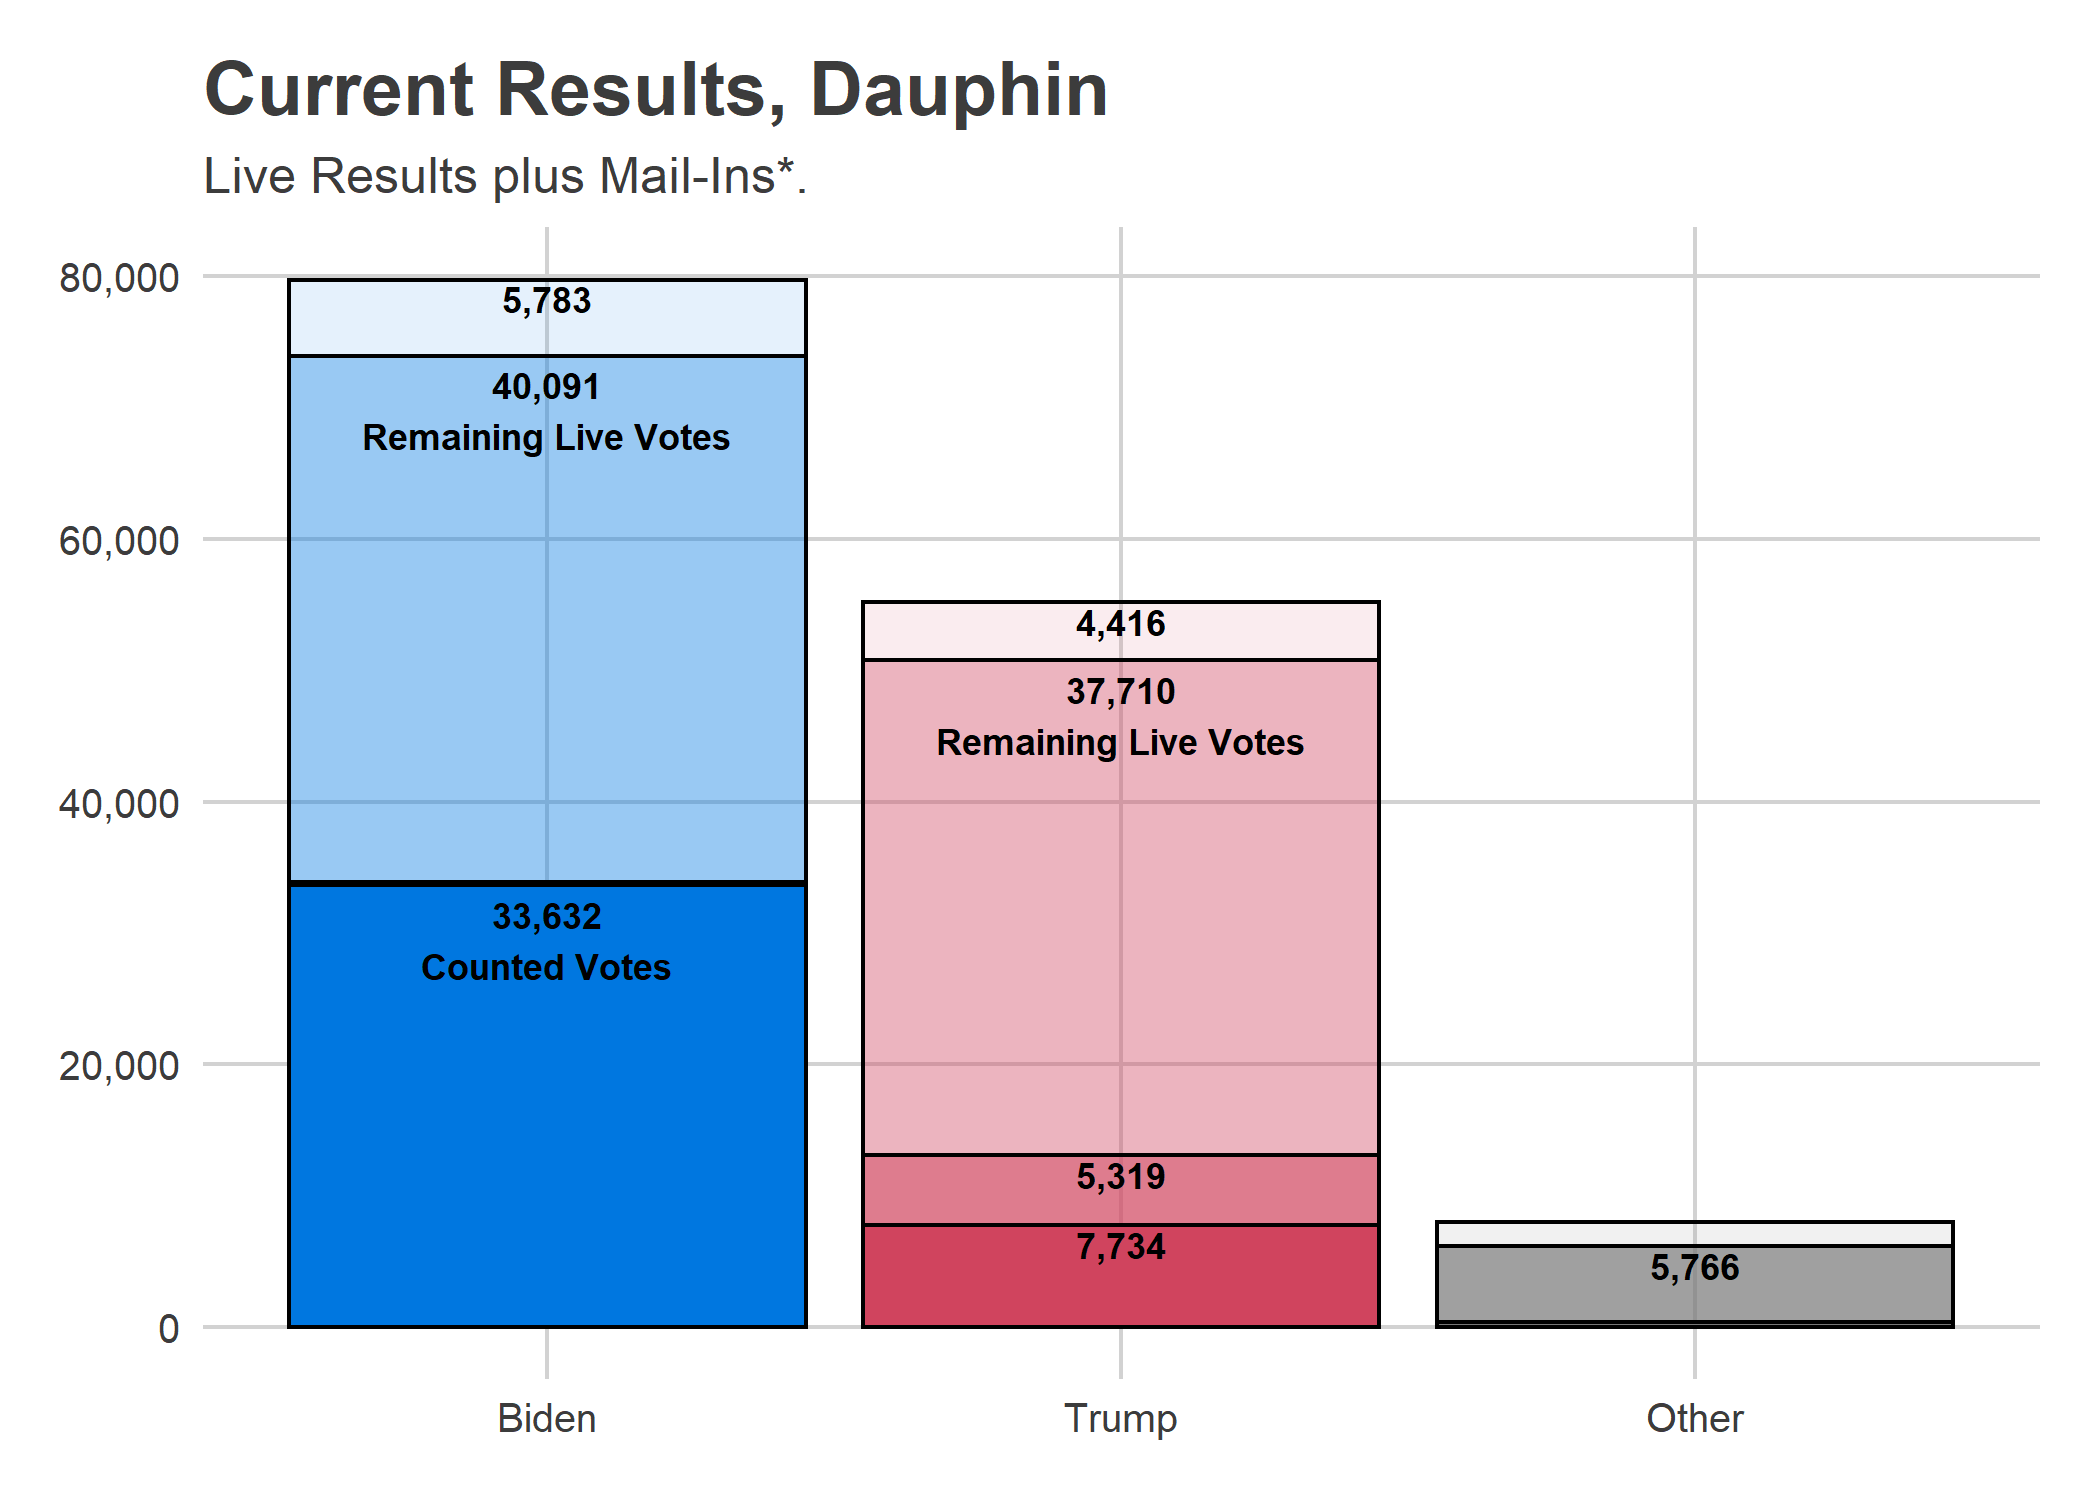 Current Results, Dauphin
Live Results plus Mail-Ins*.
80,000
60,000
40,000
20,000
0
5,783
40,091
Remaining Live Votes
33,632
Counted Votes
4,416
37,710
Remaining Live Votes
5,319
7,734
5,766
Biden
Trump
Other